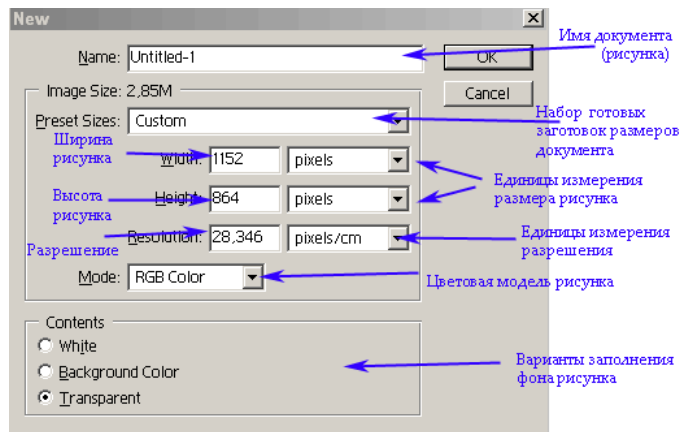 New
Имя документа
(рисунка)
Name: Untitled-1
OK
Image Size: 2,85M
Cancel
Preset Sizes: Custom
Набор готовых
заготовок размеров
документа
Ширина
рисунка
Width: 1152 pixels
Единицы измерения
размера рисунка
Высота
рисунка
Height: 864 pixels
Разрешение
Resolution: 28,346 pixels/cm
Единицы измерения
разрешения
Mode: RGB Color
Цветовая модель рисунка
Contents
White
Background Color
Transparent
Варианты заполнения
фона рисунка